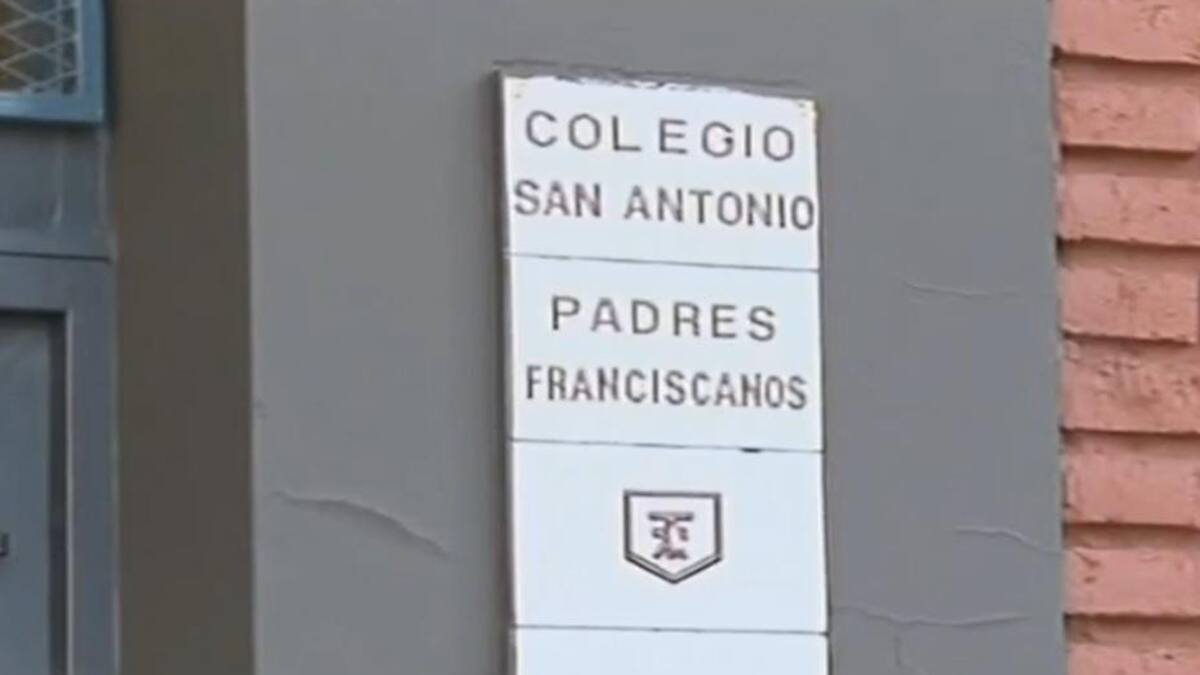 COLEGIO
SAN ANTONIO
PADRES
FRANCISCANOS